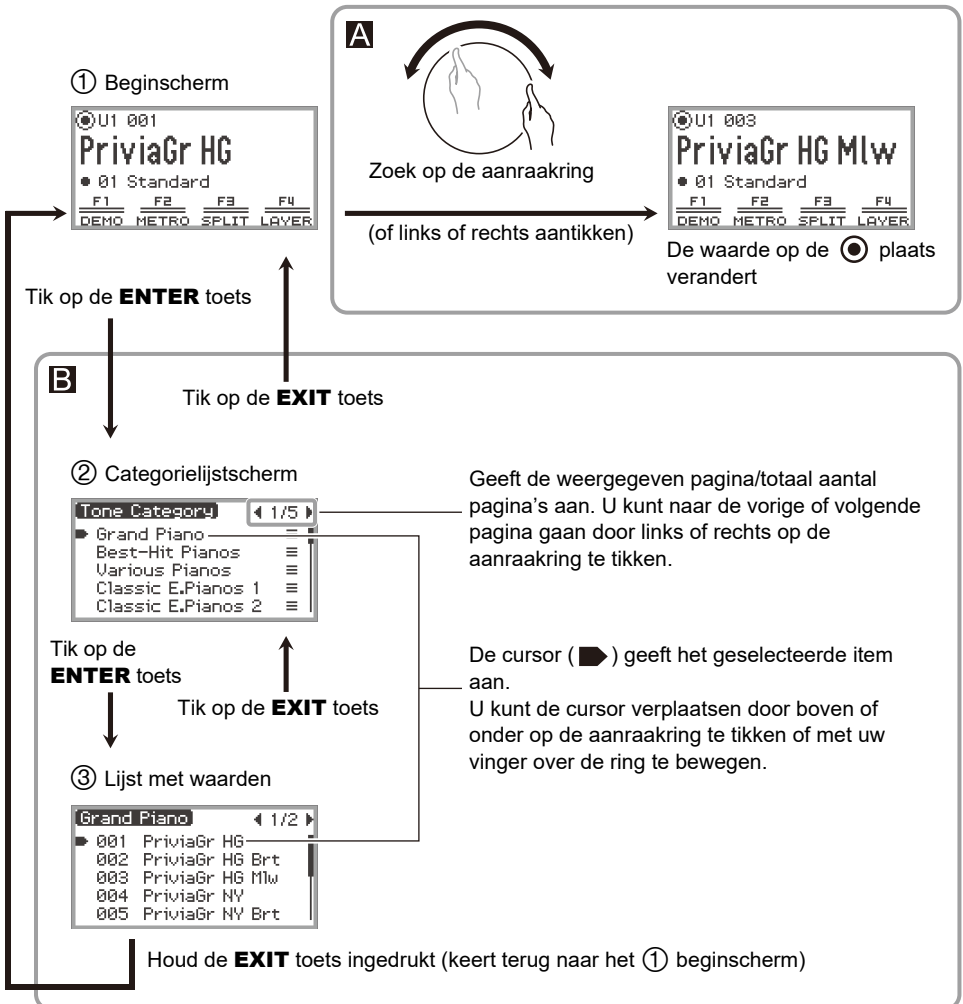 A
① Beginscherm
U1 001
PriviaGr HG
01 Standard
F1 F2 F3 F4
DEMO METRO SPLIT LAYER
Zoek op de aanraakring
(of links of rechts aantikken)
U1 003
PriviaGr HG Mlw
01 Standard
F1 F2 F3 F4
DEMO METRO SPLIT LAYER
De waarde op de ◉ plaats
verandert
Tik op de ENTER toets
B
Tik op de EXIT toets
② Categorielijstscherm
Tone Category ◀ 1/5 ▶
Grand Piano
Best-Hit Pianos
Various Pianos
Classic E.Pianos 1
Classic E.Pianos 2
Geeft de weergegeven pagina/totaal aantal
pagina's aan. U kunt naar de vorige of volgende
pagina gaan door links of rechts op de
aanraakring te tikken.
Tik op de
ENTER toets
Tik op de EXIT toets
De cursor ( ) geeft het geselecteerde item
aan.
U kunt de cursor verplaatsen door boven of
onder op de aanraakring te tikken of met uw
vinger over de ring te bewegen.
③ Lijst met waarden
Grand Piano ◀ 1/2 ▶
001 PriviaGr HG
002 PriviaGr HG Brt
003 PriviaGr HG Mlw
004 PriviaGr NY
005 PriviaGr NY Brt
Houd de EXIT toets ingedrukt (keert terug naar het ① beginscherm)